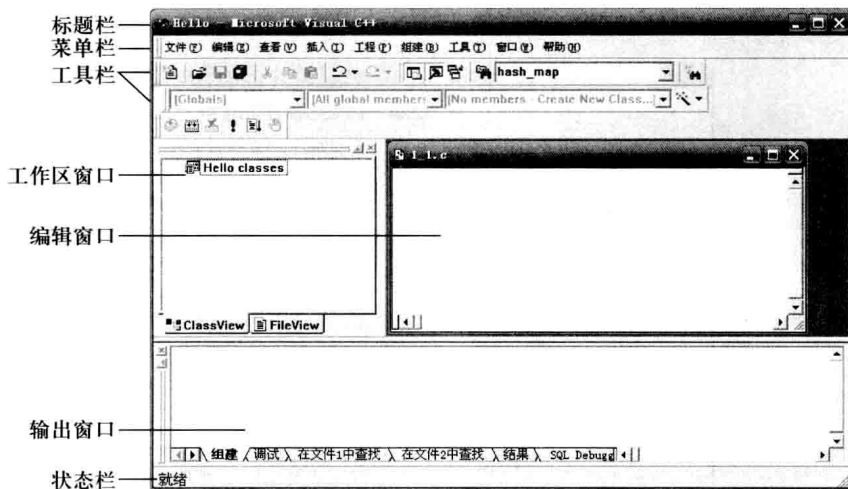 标题栏
Hello - Microsoft Visual C++
菜单栏
文件(F) 编辑(E) 查看(V) 插入(I) 工程(P) 组建(B) 工具(T) 窗口(W) 帮助(H)
工具栏
hash_map
[Globals] [All global members [No members - Create New Class...]
工作区窗口
Hello classes
1_1.c
编辑窗口
ClassView FileView
输出窗口
组建 调试 在文件1中查找 在文件2中查找 结果 SQL Debugg
状态栏
就绪